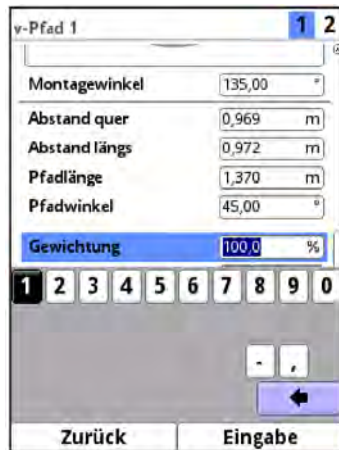 v-Pfad 1 1 2
Montagewinkel 135,00 °
Abstand quer 0,969 m
Abstand längs 0,972 m
Pfadlänge 1,370 m
Pfadwinkel 45,00 °
Gewichtung 100,0 %
1 2 3 4 5 6 7 8 9 0
- ,
Zurück Eingabe